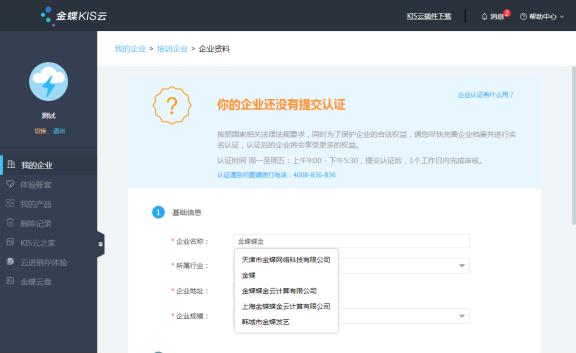 金蝶KIS云
KIS云插件下载
消息 2
帮助中心
测试
切换 退出
我的企业
体验账套
我的产品
删除记录
KIS云之家
云进销存体验
金蝶云盘
我的企业 > 培训企业 > 企业资料
?
你的企业还没有提交认证
企业认证有什么用?
按照国家相关法律法规要求，同时为了保护企业的合法权益，请您尽快完善企业档案并进行实
名认证，认证后的企业将会享受更多的权益。
认证时间 周一至周五：上午9:00 - 下午5:30，提交认证后，1个工作日内完成审核。
认证遇到问题请拨打电话：4008-836-836
1 基础信息
* 企业名称： 金蝶蝶金
* 所属行业：
* 企业地址：
* 企业规模：
天津市金蝶网络科技有限公司
金蝶
金蝶蝶金云计算有限公司
上海金蝶蝶金云计算有限公司
韩城市金蝶发艺